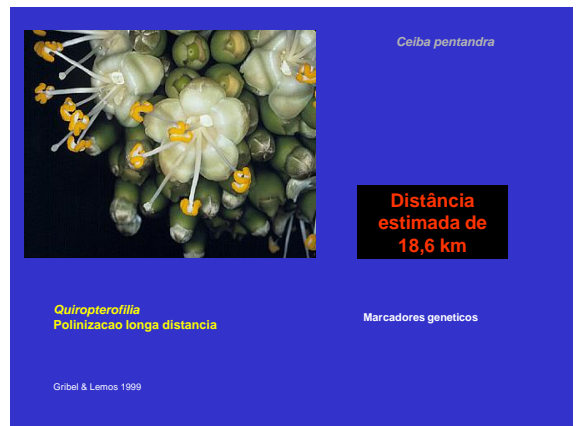 Ceiba pentandra
Distância
estimada de
18,6 km
Quiropterofilia
Polinizacao longa distancia
Marcadores geneticos
Gribel & Lemos 1999